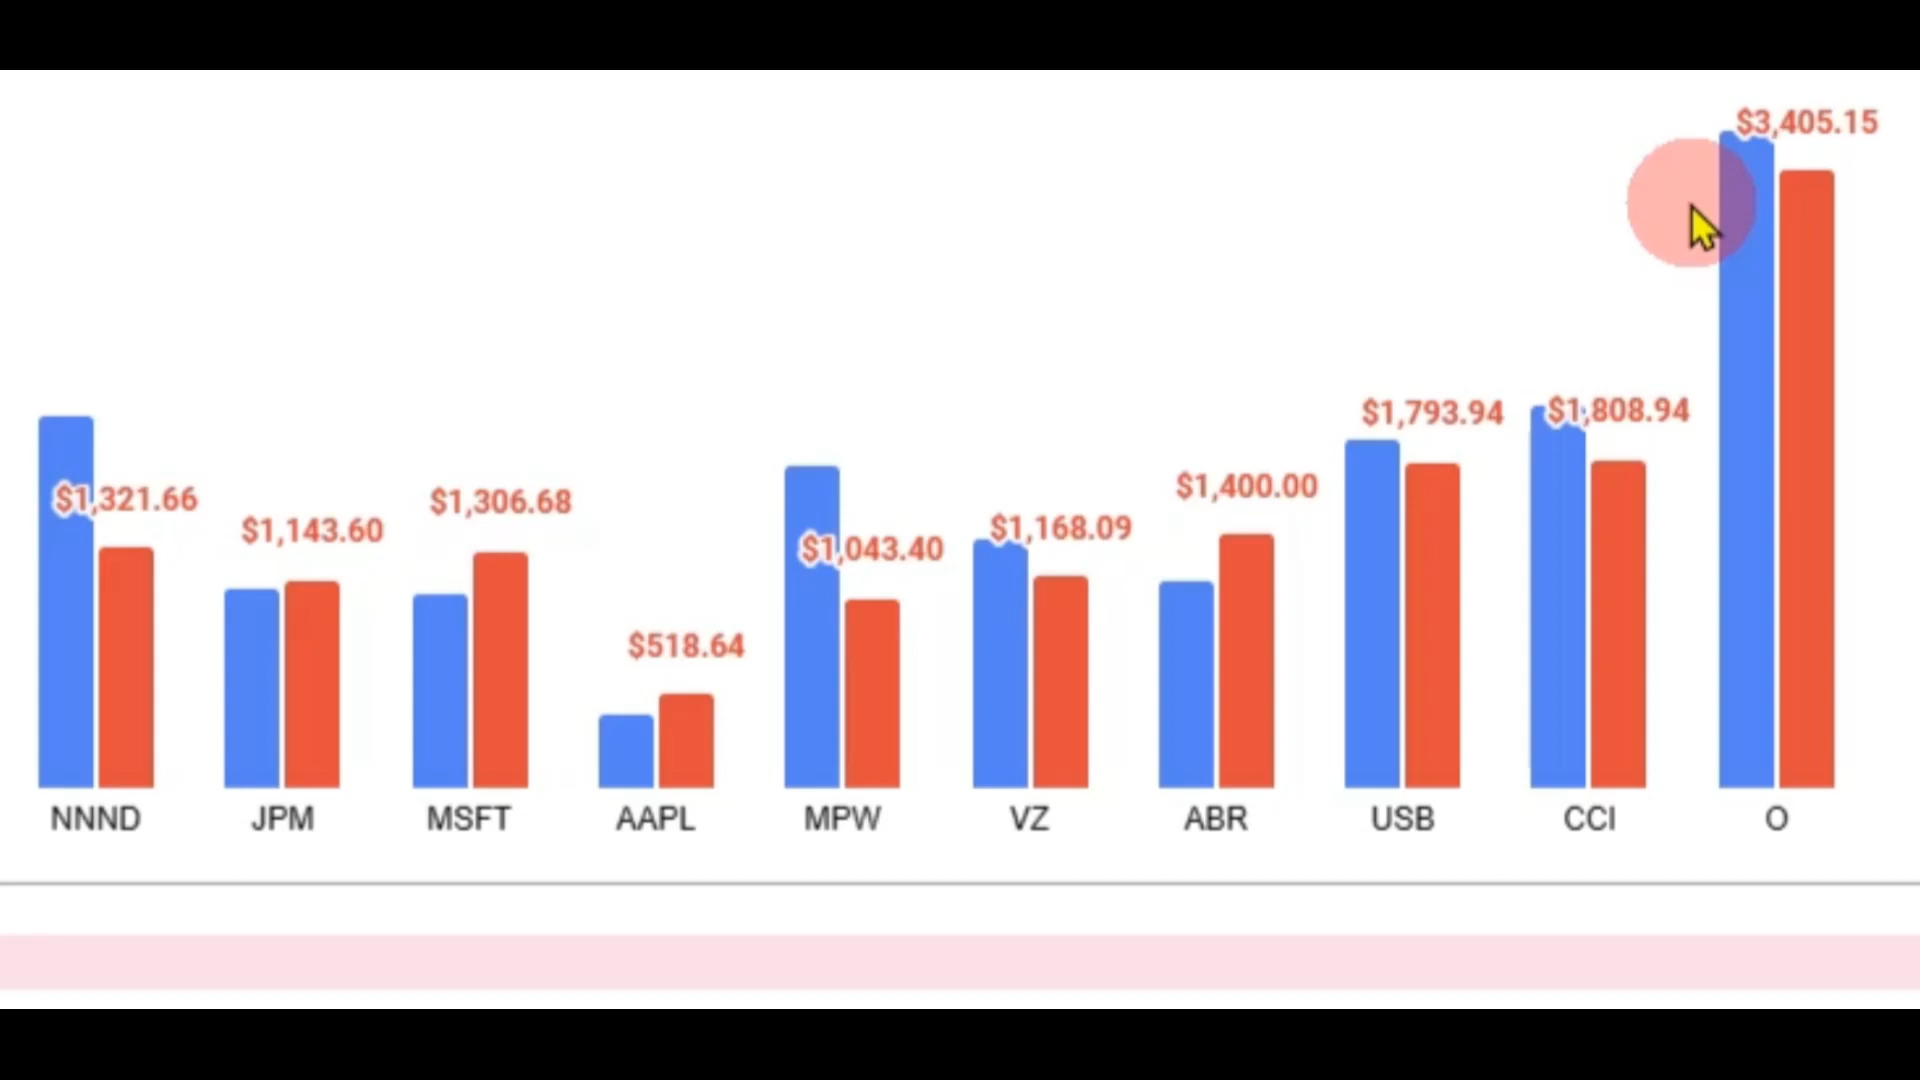 $3,405.15
$1,793.94
$1,808.94
$1,400.00
$1,321.66
$1,306.68
$1,168.09
$1,143.60
$1,043.40
$518.64
NNND
JPM
MSFT
AAPL
MPW
VZ
ABR
USB
CCI
O